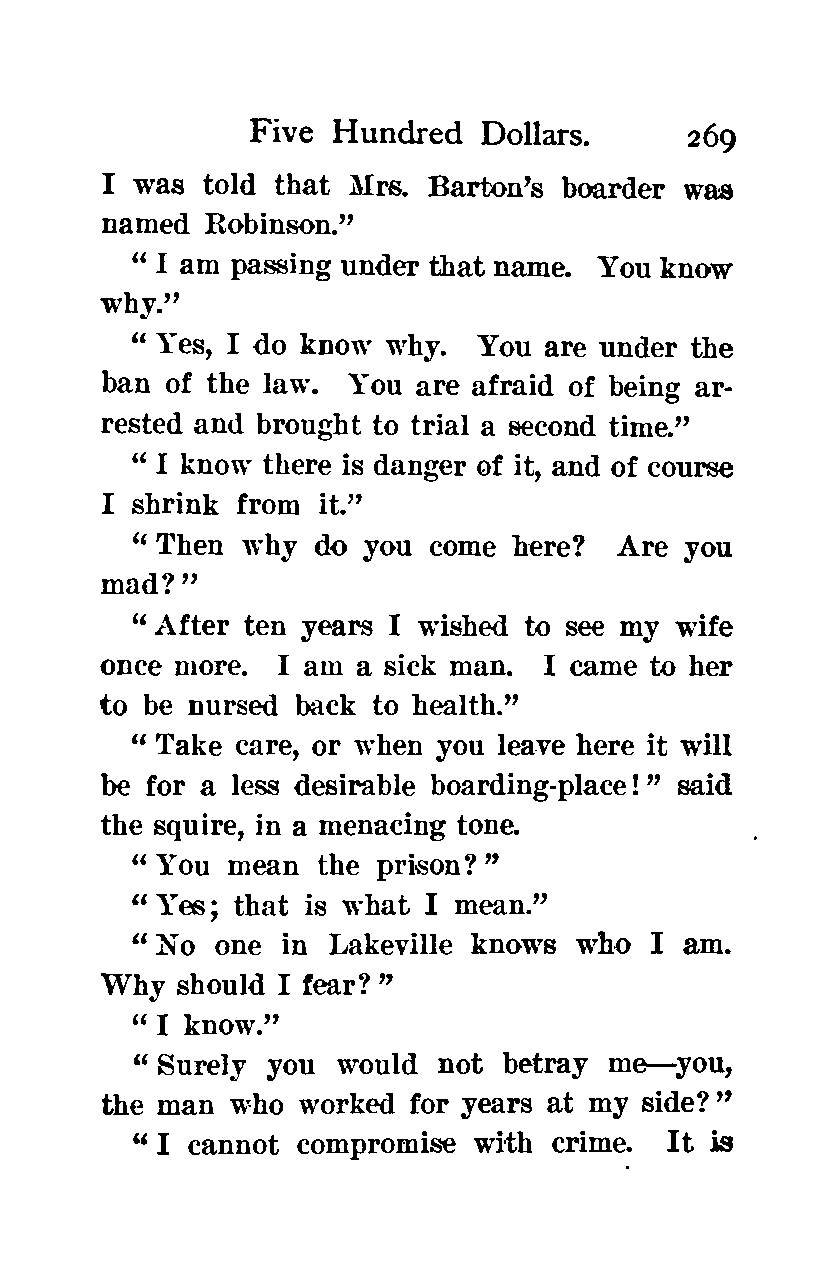 Five Hundred Dollars. 269
I was told that Mrs. Barton's boarder was
named Robinson."
"I am passing under that name. You know
why."
"Yes, I do know why. You are under the
ban of the law. You are afraid of being ar-
rested and brought to trial a second time."
"I know there is danger of it, and of course
I shrink from it."
"Then why do you come here? Are you
mad?"
"After ten years I wished to see my wife
once more. I am a sick man. I came to her
to be nursed back to health."
"Take care, or when you leave here it will
be for a less desirable boarding-place!" said
the squire, in a menacing tone.
"You mean the prison?"
"Yes; that is what I mean."
"No one in Lakeville knows who I am.
Why should I fear?"
"I know."
"Surely you would not betray me—you,
the man who worked for years at my side?"
"I cannot compromise with crime. It is